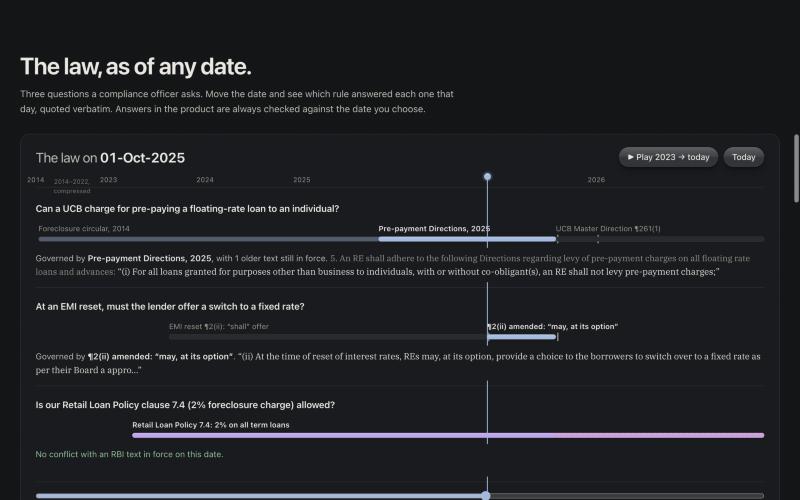 The law, as of any date.
Three questions a compliance officer asks. Move the date and see which rule answered each one that
day, quoted verbatim. Answers in the product are always checked against the date you choose.
The law on 01-Oct-2025
▶ Play 2023 → today
Today
2014
2014–2022,
compressed
2023
2024
2025
2026
Can a UCB charge for pre-paying a floating-rate loan to an individual?
Foreclosure circular, 2014
Pre-payment Directions, 2025
UCB Master Direction ¶261(1)
Governed by Pre-payment Directions, 2025, with 1 older text still in force. 5. An RE shall adhere to the following Directions regarding levy of pre-payment charges on all floating rate
loans and advances: “(i) For all loans granted for purposes other than business to individuals, with or without co-obligant(s), an RE shall not levy pre-payment charges;”
At an EMI reset, must the lender offer a switch to a fixed rate?
EMI reset ¶2(ii): “shall” offer
¶2(ii) amended: “may, at its option”
Governed by ¶2(ii) amended: “may, at its option”. “(ii) At the time of reset of interest rates, REs may, at its option, provide a choice to the borrowers to switch over to a fixed rate as
per their Board a appro...”
Is our Retail Loan Policy clause 7.4 (2% foreclosure charge) allowed?
Retail Loan Policy 7.4: 2% on all term loans
No conflict with an RBI text in force on this date.